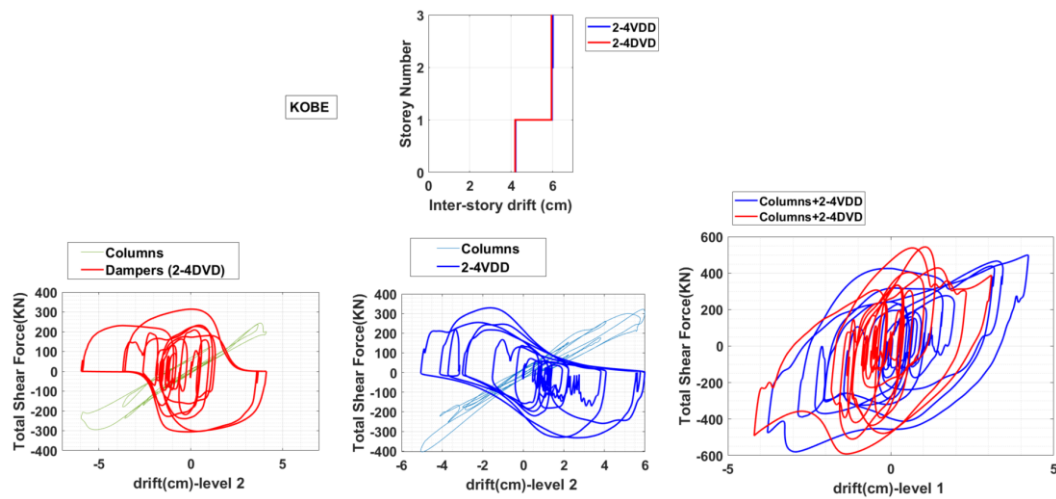 3
2
1
0
Storey Number
0 2 4 6
Inter-story drift (cm)
2-4VDD
2-4DVD
KOBE
Columns
Dampers (2-4DVD)
400
300
200
100
0
-100
-200
-300
-400
Total Shear Force(KN)
-5 0 5
drift(cm)-level 2
Columns
2-4VDD
400
300
200
100
0
-100
-200
-300
-400
Total Shear Force(KN)
-6 -4 -2 0 2 4 6
drift(cm)-level 2
Columns+2-4VDD
Columns+2-4DVD
600
400
200
0
-200
-400
-600
Total Shear Force(KN)
-5 0 5
drift(cm)-level 1